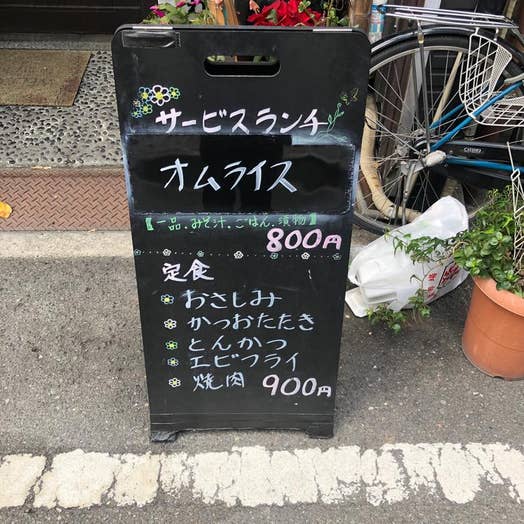 サービスランチ
オムライス
【一品.みそ汁.ごはん.漬物】
800円
定食
おさしみ
かつおたたき
とんかつ
エビフライ
焼肉 900円